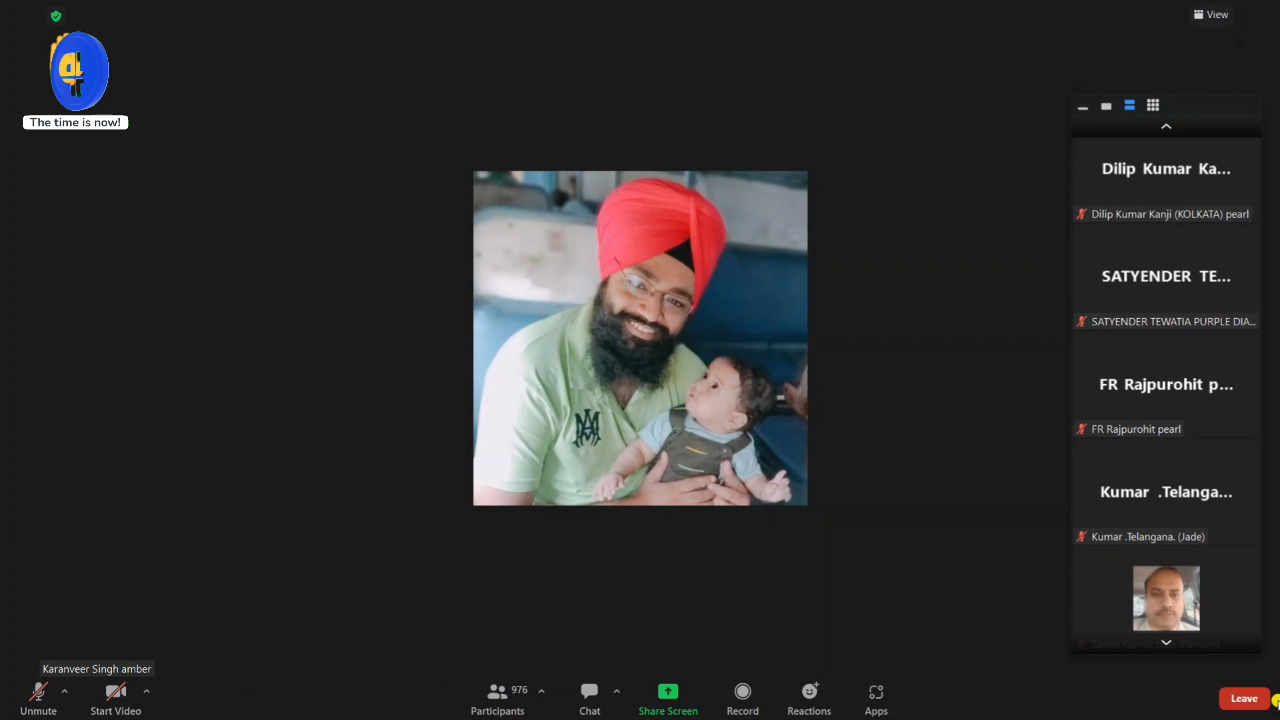 View
The time is now!
Dilip Kumar Ka...
Dilip Kumar Kanji (KOLKATA) pearl
SATYENDER TE...
SATYENDER TEWATIA PURPLE DIA...
FR Rajpurohit p...
FR Rajpurohit pearl
Kumar .Telanga...
Kumar .Telangana. (Jade)
Karanveer Singh amber
Unmute
Start Video
976
Participants
Chat
Share Screen
Record
Reactions
Apps
Leave